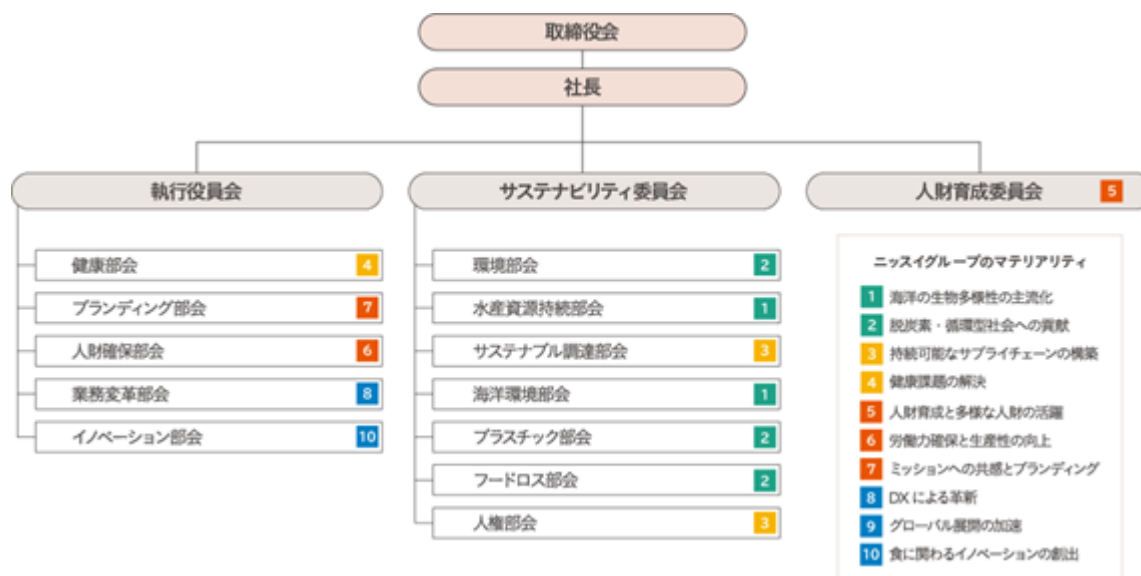 取締役会
社長
執行役員会
健康部会 4
ブランディング部会 7
人財確保部会 6
業務変革部会 8
イノベーション部会 10
サステナビリティ委員会
環境部会 2
水産資源持続部会 1
サステナブル調達部会 3
海洋環境部会 1
プラスチック部会 2
フードロス部会 2
人権部会 3
人財育成委員会 5
ニッスイグループのマテリアリティ
1 海洋の生物多様性の主流化
2 脱炭素・循環型社会への貢献
3 持続可能なサプライチェーンの構築
4 健康課題の解決
5 人財育成と多様な人財の活躍
6 労働力確保と生産性の向上
7 ミッションへの共感とブランディング
8 DXによる革新
9 グローバル展開の加速
10 食に関わるイノベーションの創出